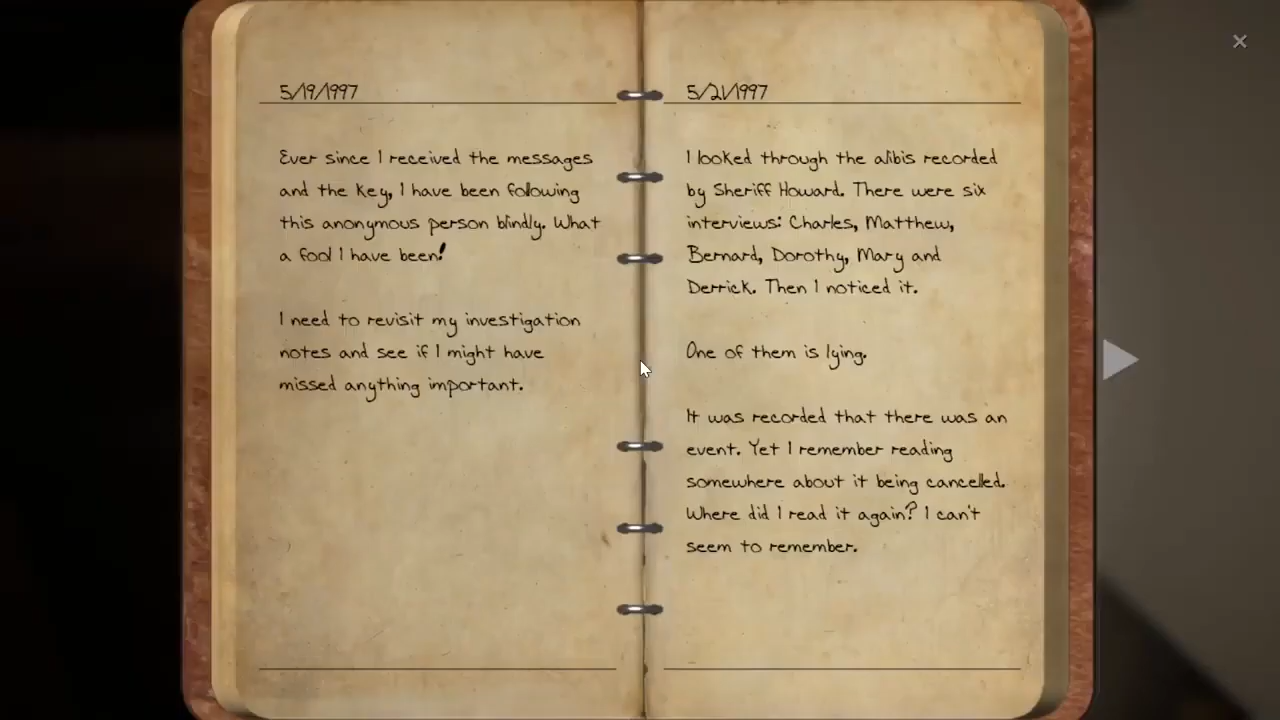 5/19/1997
Ever since I received the messages
and the key, I have been following
this anonymous person blindly. What
a fool I have been!
I need to revisit my investigation
notes and see if I might have
missed anything important.
5/21/1997
I looked through the alibis recorded
by Sheriff Howard. There were six
interviews: Charles, Matthew,
Bernard, Dorothy, Mary and
Derrick. Then I noticed it.
One of them is lying.
It was recorded that there was an
event. Yet I remember reading
somewhere about it being cancelled.
Where did I read it again? I can't
seem to remember.